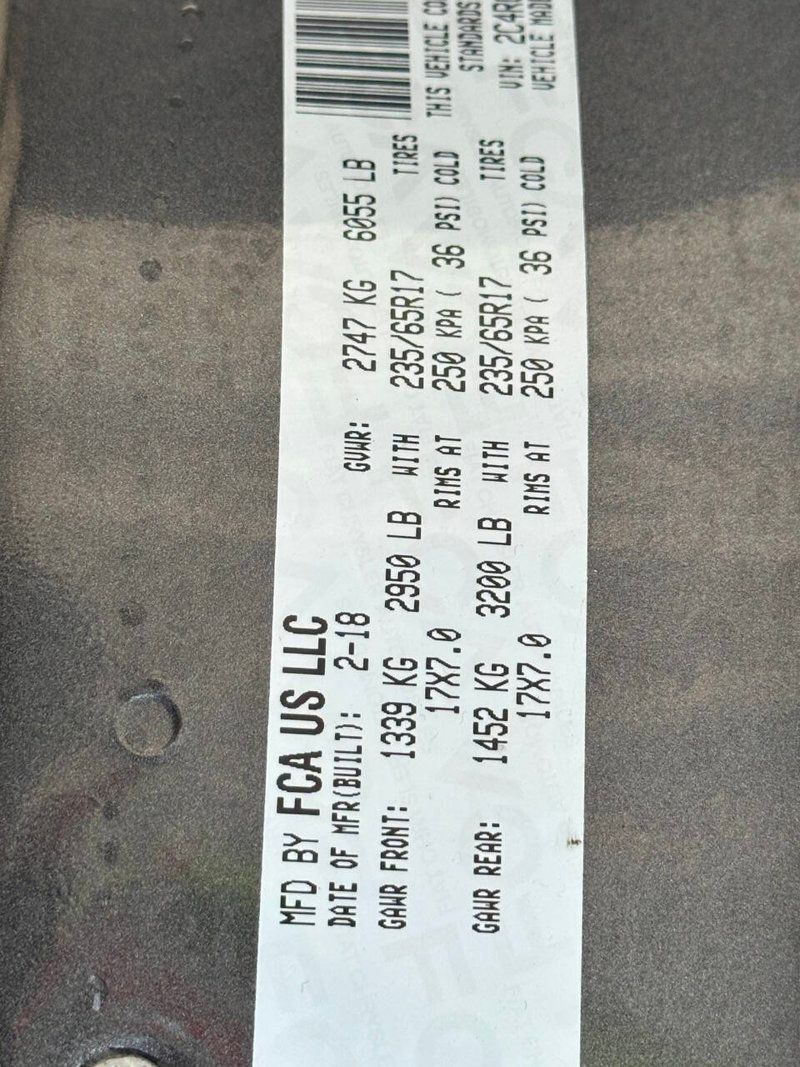 MFD BY FCA US LLC
DATE OF MFR(BUILT): 2-18 GVWR: 2747 KG 6055 LB
GAWR FRONT: 1339 KG 2950 LB WITH 235/65R17 TIRES
17X7.0 RIMS AT 250 KPA ( 36 PSI) COLD
THIS VEHICLE
GAWR REAR: 1452 KG 3200 LB WITH 235/65R17 TIRES
STANDARDS
17X7.0 RIMS AT 250 KPA ( 36 PSI) COLD
VIN: 2C4R
VEHICLE MADE